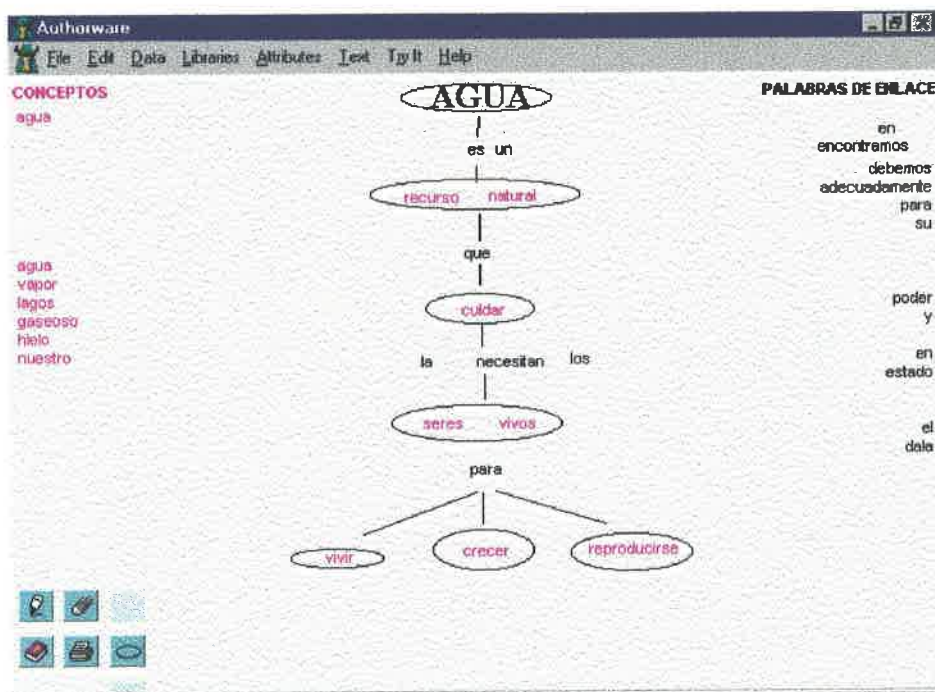 Authorware
File Edit Data Libraries Attributes Text Try It Help
CONCEPTOS
agua
agua
vapor
lagos
gaseoso
hielo
nuestro
AGUA
es un
recurso natural
que
cuidar
la necesitan los
seres vivos
para
vivir crecer reproducirse
PALABRAS DE ENLACE
en
encontramos
debemos
adecuadamente
para
su
poder
y
en
estado
el
dala